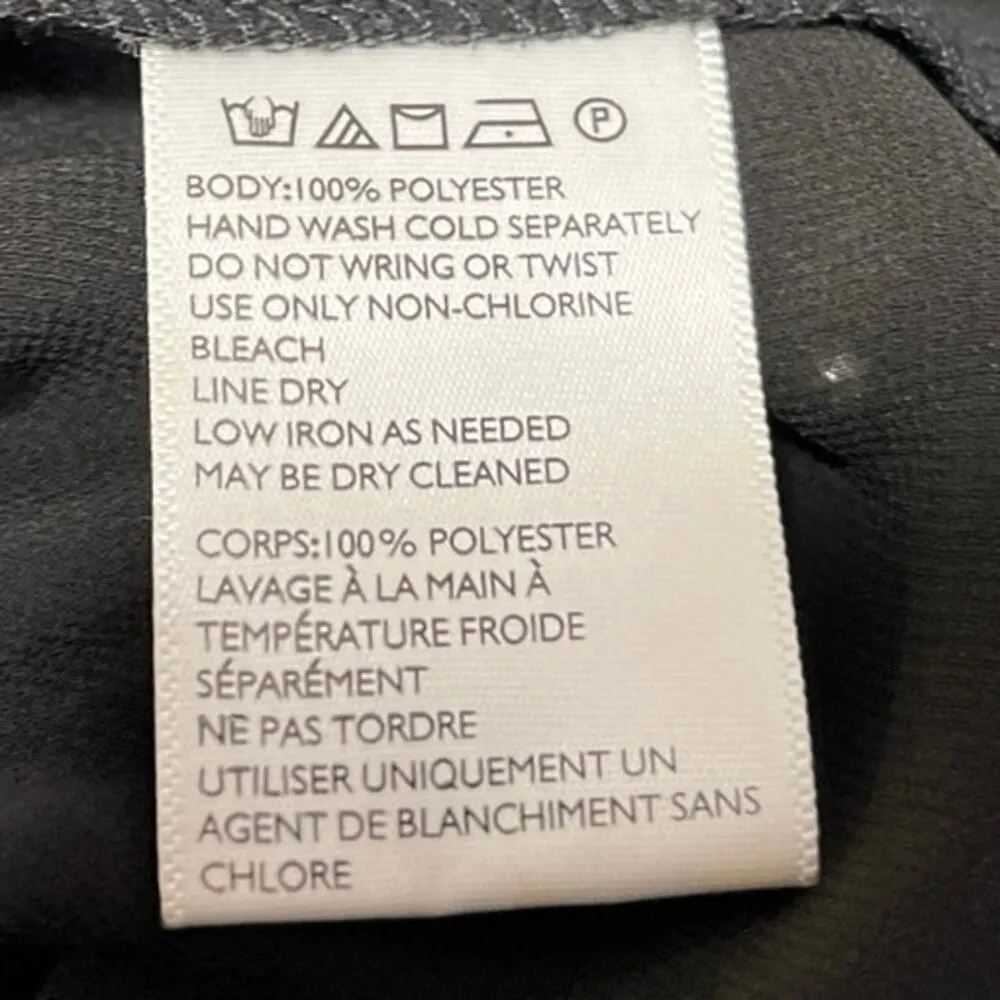 P
BODY:100% POLYESTER
HAND WASH COLD SEPARATELY
DO NOT WRING OR TWIST
USE ONLY NON-CHLORINE
BLEACH
LINE DRY
LOW IRON AS NEEDED
MAY BE DRY CLEANED
CORPS:100% POLYESTER
LAVAGE À LA MAIN À
TEMPÉRATURE FROIDE
SÉPARÉMENT
NE PAS TORDRE
UTILISER UNIQUEMENT UN
AGENT DE BLANCHIMENT SANS
CHLORE